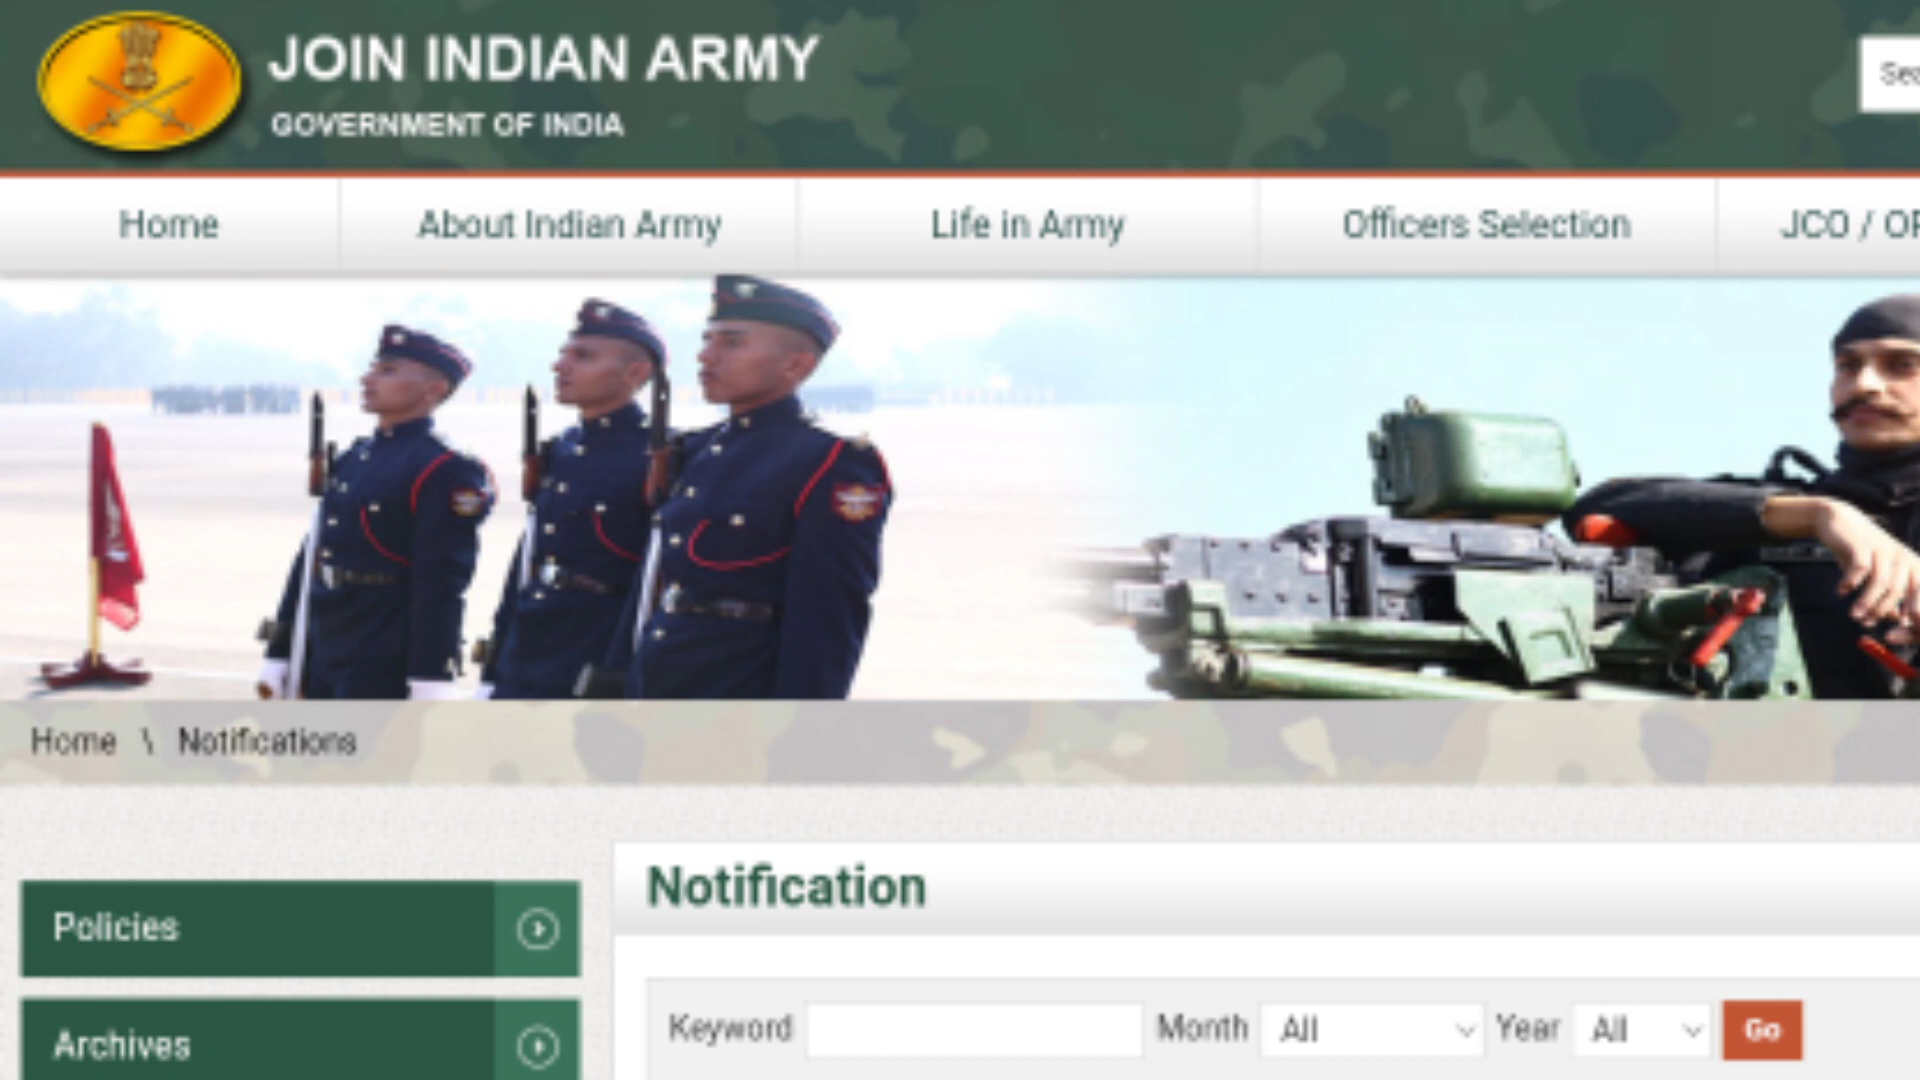 JOIN INDIAN ARMY
GOVERNMENT OF INDIA
Home About Indian Army Life in Army Officers Selection JCO /
Home \ Notifications
Notification
Policies
Keyword Month All Year All Go
Archives